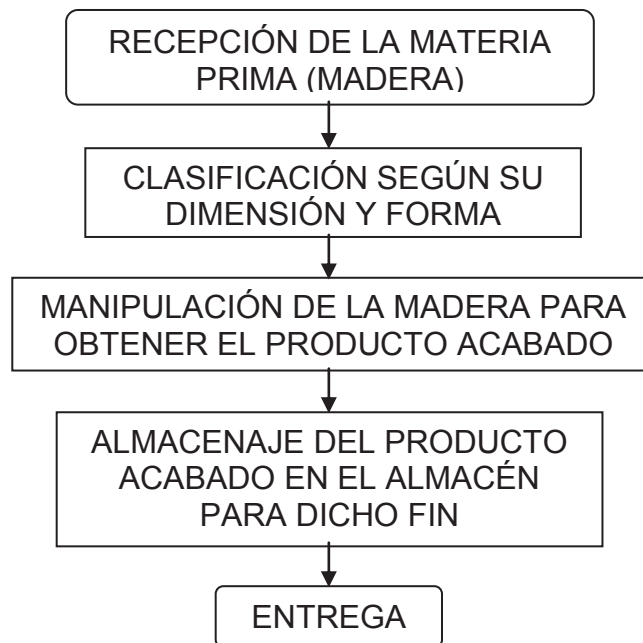 RECEPCIÓN DE LA MATERIA
PRIMA (MADERA)
CLASIFICACIÓN SEGÚN SU
DIMENSIÓN Y FORMA
MANIPULACIÓN DE LA MADERA PARA
OBTENER EL PRODUCTO ACABADO
ALMACENAJE DEL PRODUCTO
ACABADO EN EL ALMACÉN
PARA DICHO FIN
ENTREGA